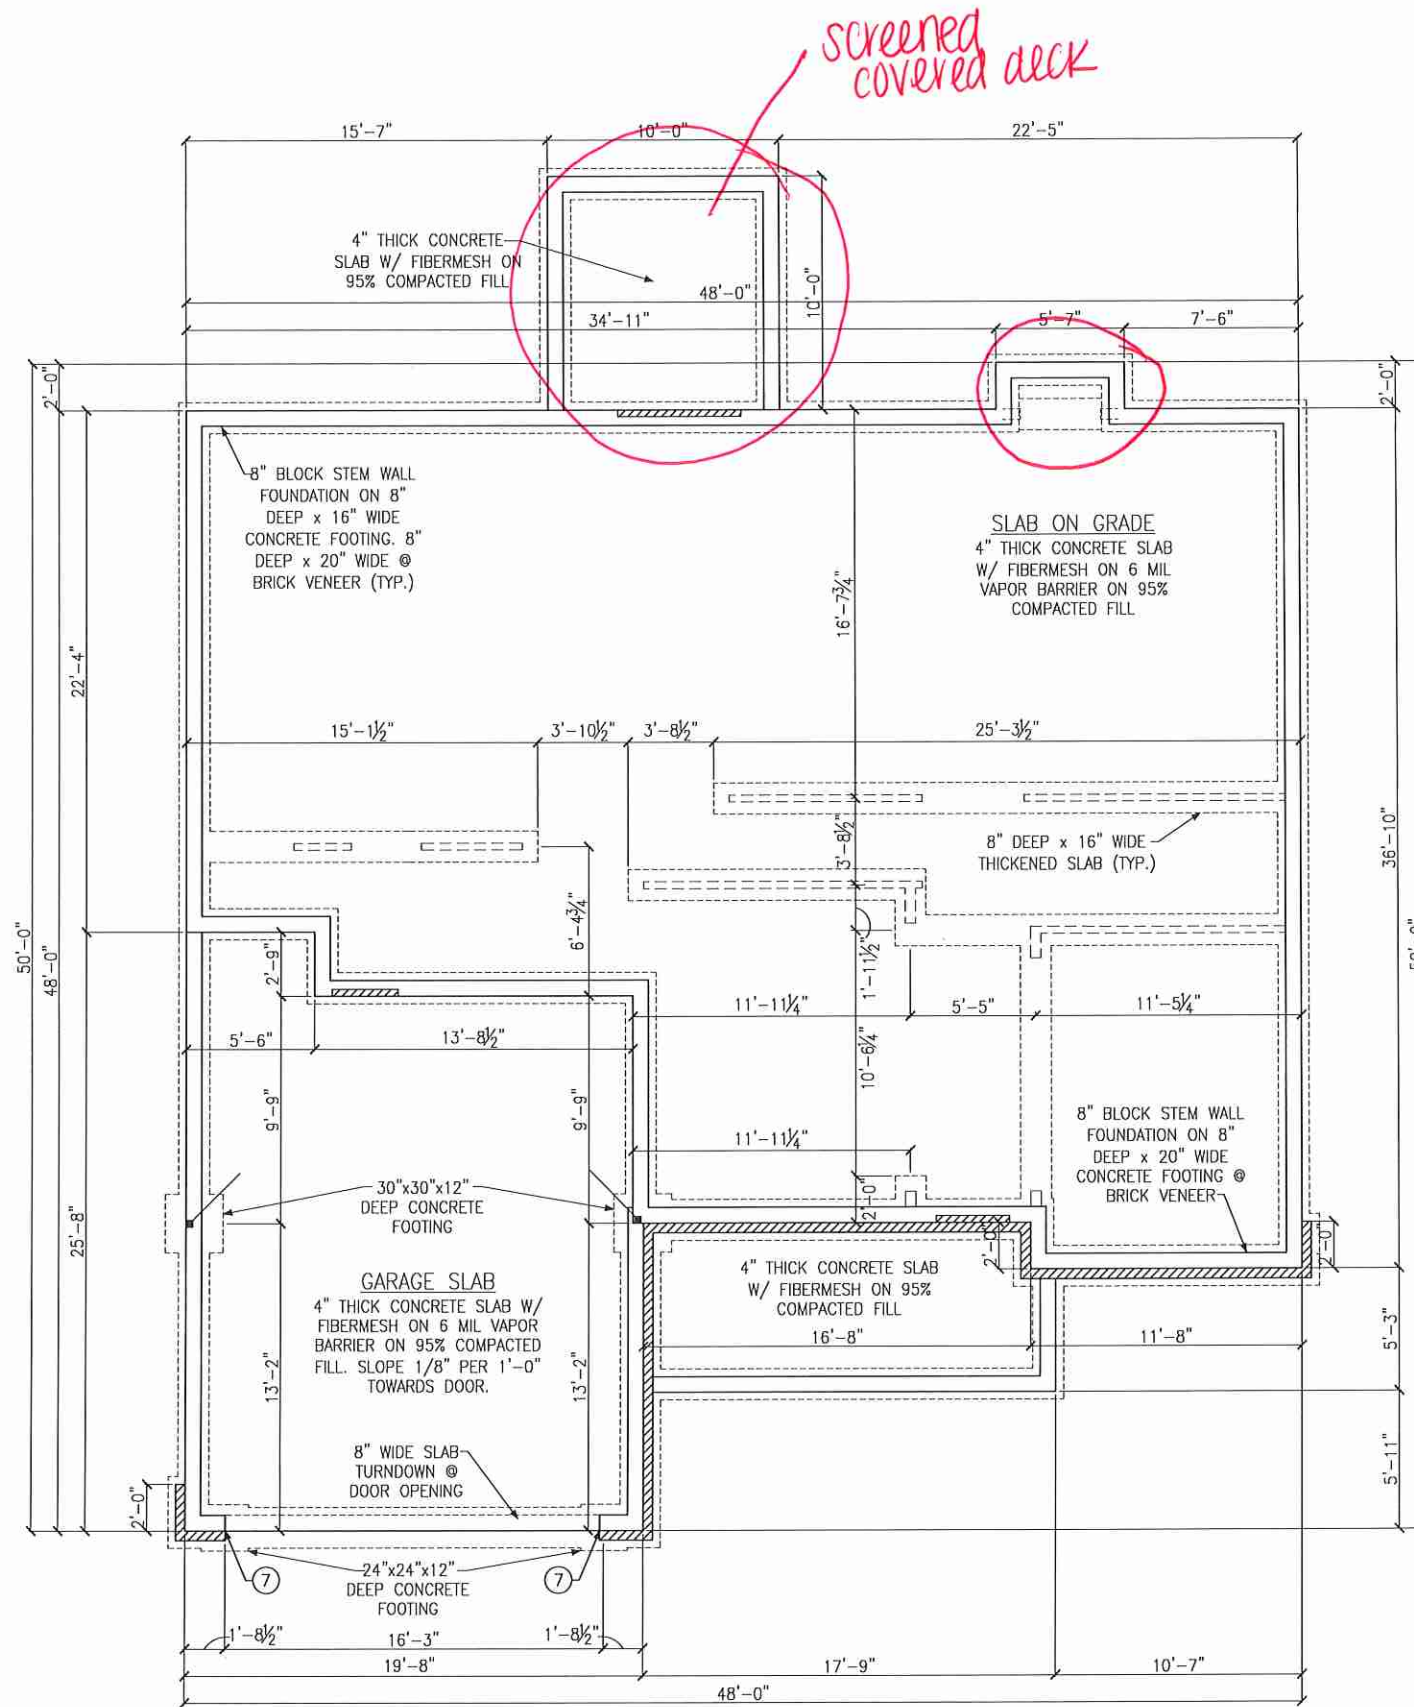 screened
covered deck
15'-7"
10'-0"
22'-5"
4" THICK CONCRETE
SLAB W/ FIBERMESH ON
95% COMPACTED FILL
10'-0"
48'-0"
34'-11"
5'-7"
7'-6"
2'-0"
2'-0"
8" BLOCK STEM WALL
FOUNDATION ON 8"
DEEP x 16" WIDE
CONCRETE FOOTING. 8"
DEEP x 20" WIDE @
BRICK VENEER (TYP.)
SLAB ON GRADE
4" THICK CONCRETE SLAB
W/ FIBERMESH ON 6 MIL
VAPOR BARRIER ON 95%
COMPACTED FILL
16'-7¾"
22'-4"
15'-1½"
3'-10½"
3'-8½"
25'-3½"
36'-10"
3'-8½"
8" DEEP x 16" WIDE
THICKENED SLAB (TYP.)
50'-0"
48'-0"
6'-4¾"
1'-11½"
2'-9"
11'-11¼"
5'-5"
11'-5¼"
5'-6"
13'-8½"
10'-6¼"
9'-9"
9'-9"
11'-11¼"
8" BLOCK STEM WALL
FOUNDATION ON 8"
DEEP x 20" WIDE
CONCRETE FOOTING @
BRICK VENEER
30"x30"x12"
DEEP CONCRETE
FOOTING
2'-0"
25'-8"
2'-0"
2'-0"
GARAGE SLAB
4" THICK CONCRETE SLAB W/
FIBERMESH ON 6 MIL VAPOR
BARRIER ON 95% COMPACTED
FILL. SLOPE 1/8" PER 1'-0"
TOWARDS DOOR.
4" THICK CONCRETE SLAB
W/ FIBERMESH ON 95%
COMPACTED FILL
16'-8"
11'-8"
5'-3"
13'-2"
13'-2"
8" WIDE SLAB
TURNDOWN @
DOOR OPENING
5'-11"
2'-0"
7
24"x24"x12"
DEEP CONCRETE
FOOTING
7
1'-8½"
16'-3"
1'-8½"
19'-8"
17'-9"
10'-7"
48'-0"